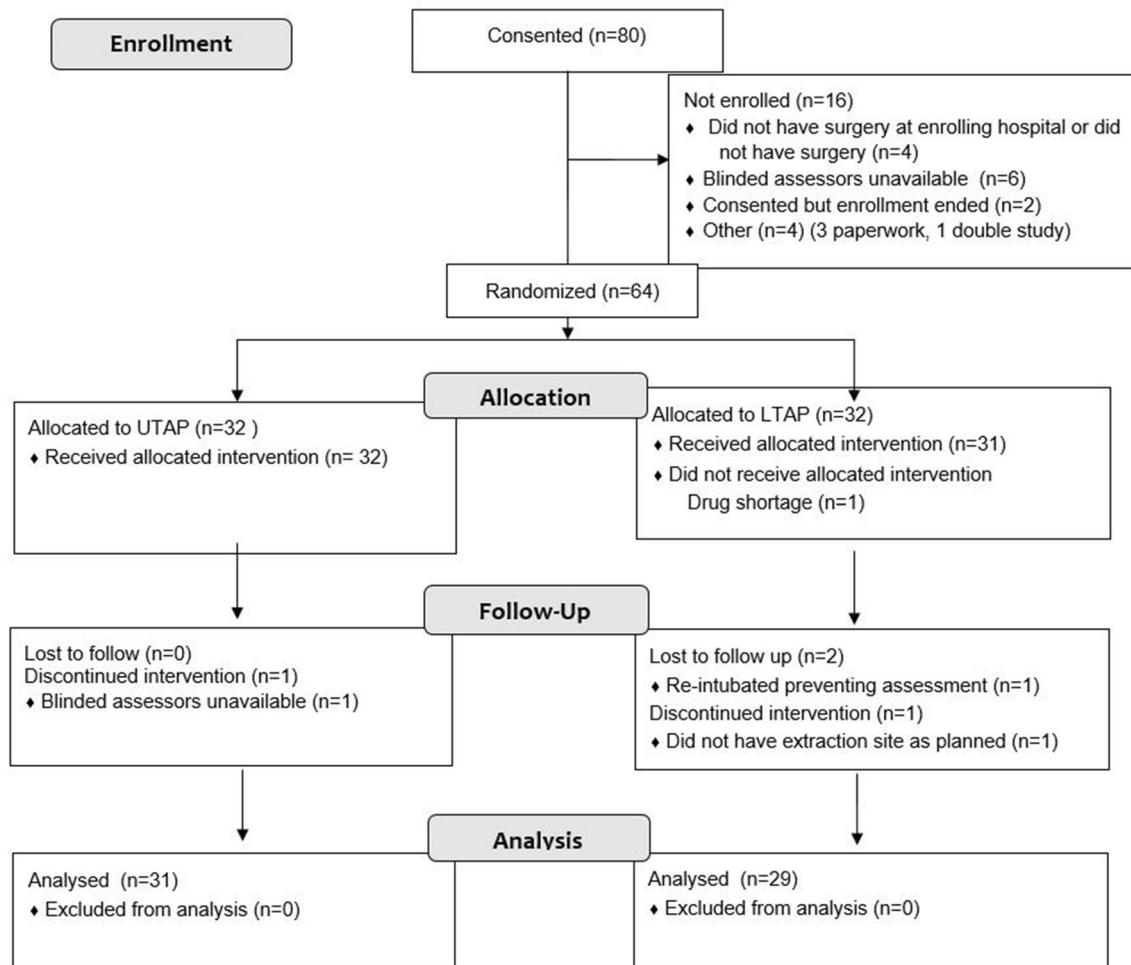 Enrollment
Consented (n=80)
Not enrolled (n=16)
♦ Did not have surgery at enrolling hospital or did
not have surgery (n=4)
♦ Blinded assessors unavailable (n=6)
♦ Consented but enrollment ended (n=2)
♦ Other (n=4) (3 paperwork, 1 double study)
Randomized (n=64)
Allocation
Allocated to UTAP (n=32 )
♦ Received allocated intervention (n= 32)
Allocated to LTAP (n=32)
♦ Received allocated intervention (n=31)
♦ Did not receive allocated intervention
Drug shortage (n=1)
Follow-Up
Lost to follow (n=0)
Discontinued intervention (n=1)
♦ Blinded assessors unavailable (n=1)
Lost to follow up (n=2)
♦ Re-intubated preventing assessment (n=1)
Discontinued intervention (n=1)
♦ Did not have extraction site as planned (n=1)
Analysis
Analysed (n=31)
♦ Excluded from analysis (n=0)
Analysed (n=29)
♦ Excluded from analysis (n=0)